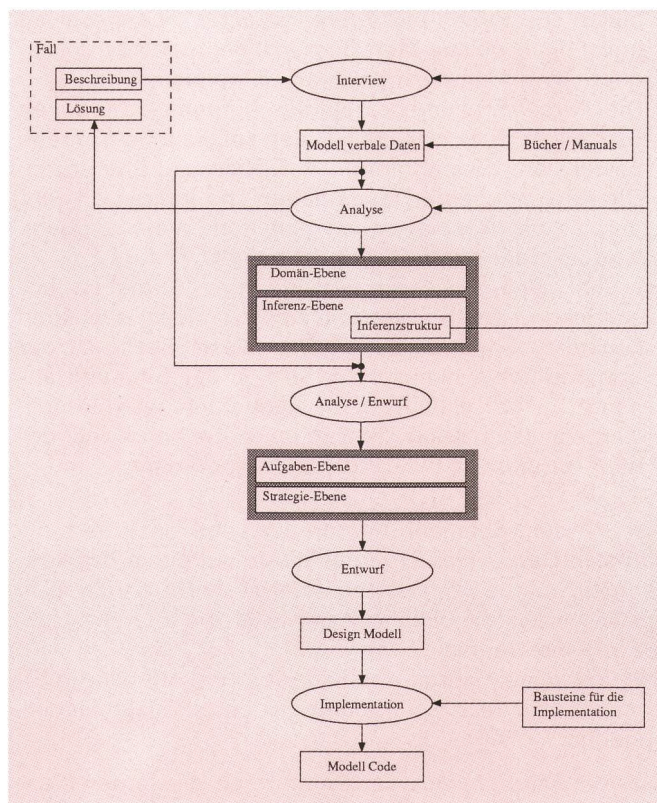 Fall
Beschreibung
Interview
Lösung
Modell verbale Daten
Bücher / Manuals
Analyse
Domän-Ebene
Inferenz-Ebene
Inferenzstruktur
Analyse / Enwurf
Aufgaben-Ebene
Strategie-Ebene
Entwurf
Design Modell
Implementation
Bausteine für die
Implementation
Modell Code